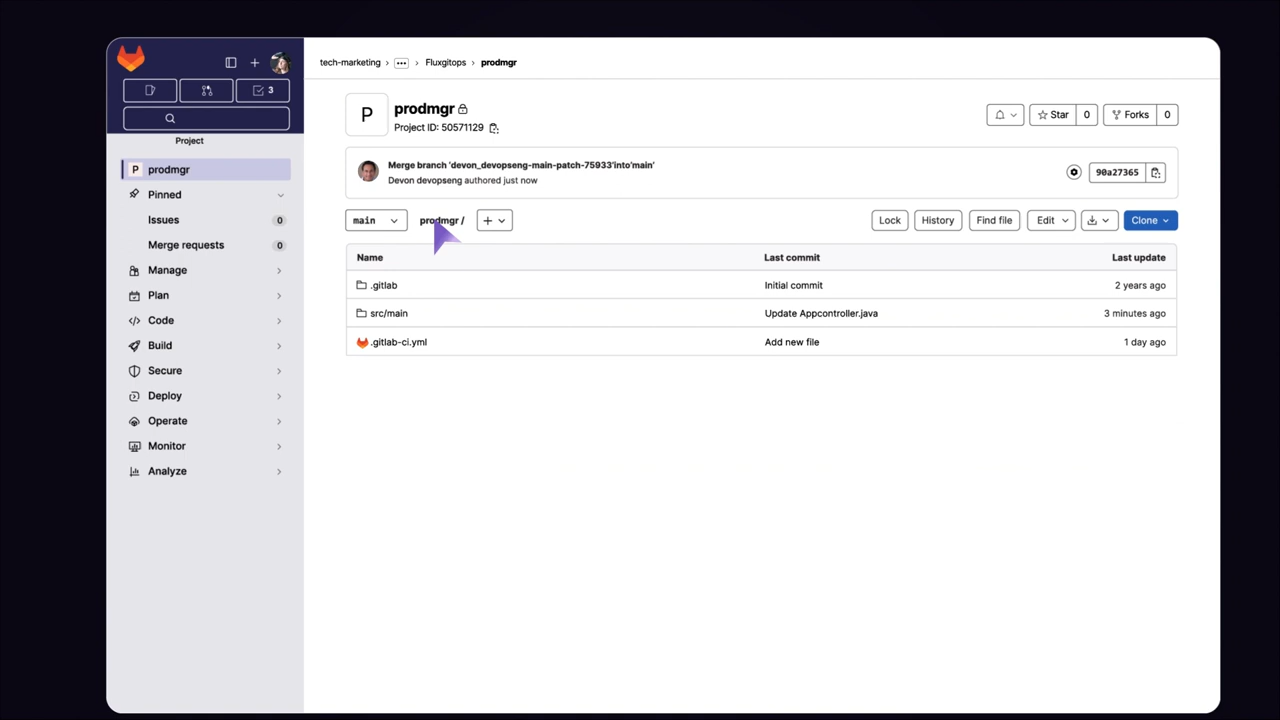 tech-marketing › ••• › Fluxgitops › prodmgr
3
Project
P prodmgr
Pinned
Issues 0
Merge requests 0
Manage
Plan
Code
Build
Secure
Deploy
Operate
Monitor
Analyze
P
prodmgr
Project ID: 50571129
Star 0 Forks 0
Merge branch 'devon_devopseng-main-patch-75933'into'main'
Devon devopseng authored just now
90a27365
main prodmgr / + Lock History Find file Edit Clone
Name Last commit Last update
.gitlab Initial commit 2 years ago
src/main Update Appcontroller.java 3 minutes ago
.gitlab-ci.yml Add new file 1 day ago